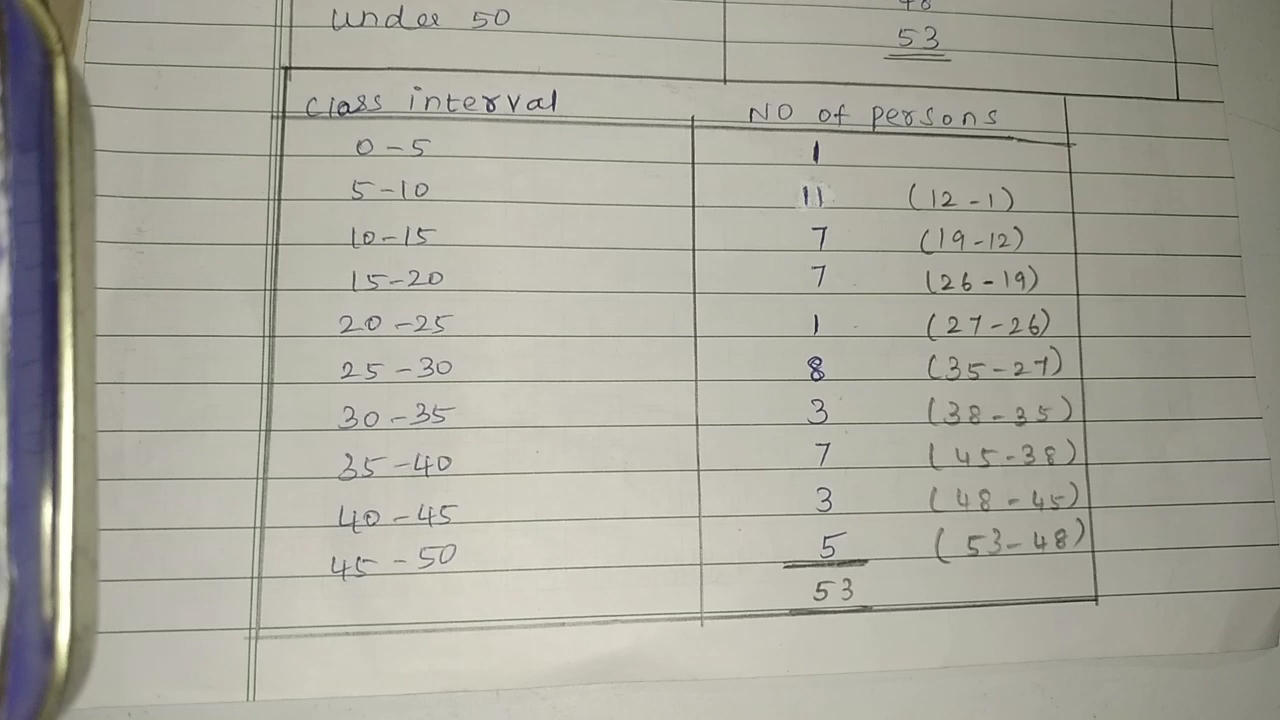 under 50
53
class interval NO of persons
0-5 1
5-10 11 (12-1)
10-15 7 (19-12)
15-20 7 (26-19)
20-25 1 (27-26)
25-30 8 (35-27)
30-35 3 (38-35)
35-40 7 (45-38)
40-45 3 (48-45)
45-50 5 (53-48)
53